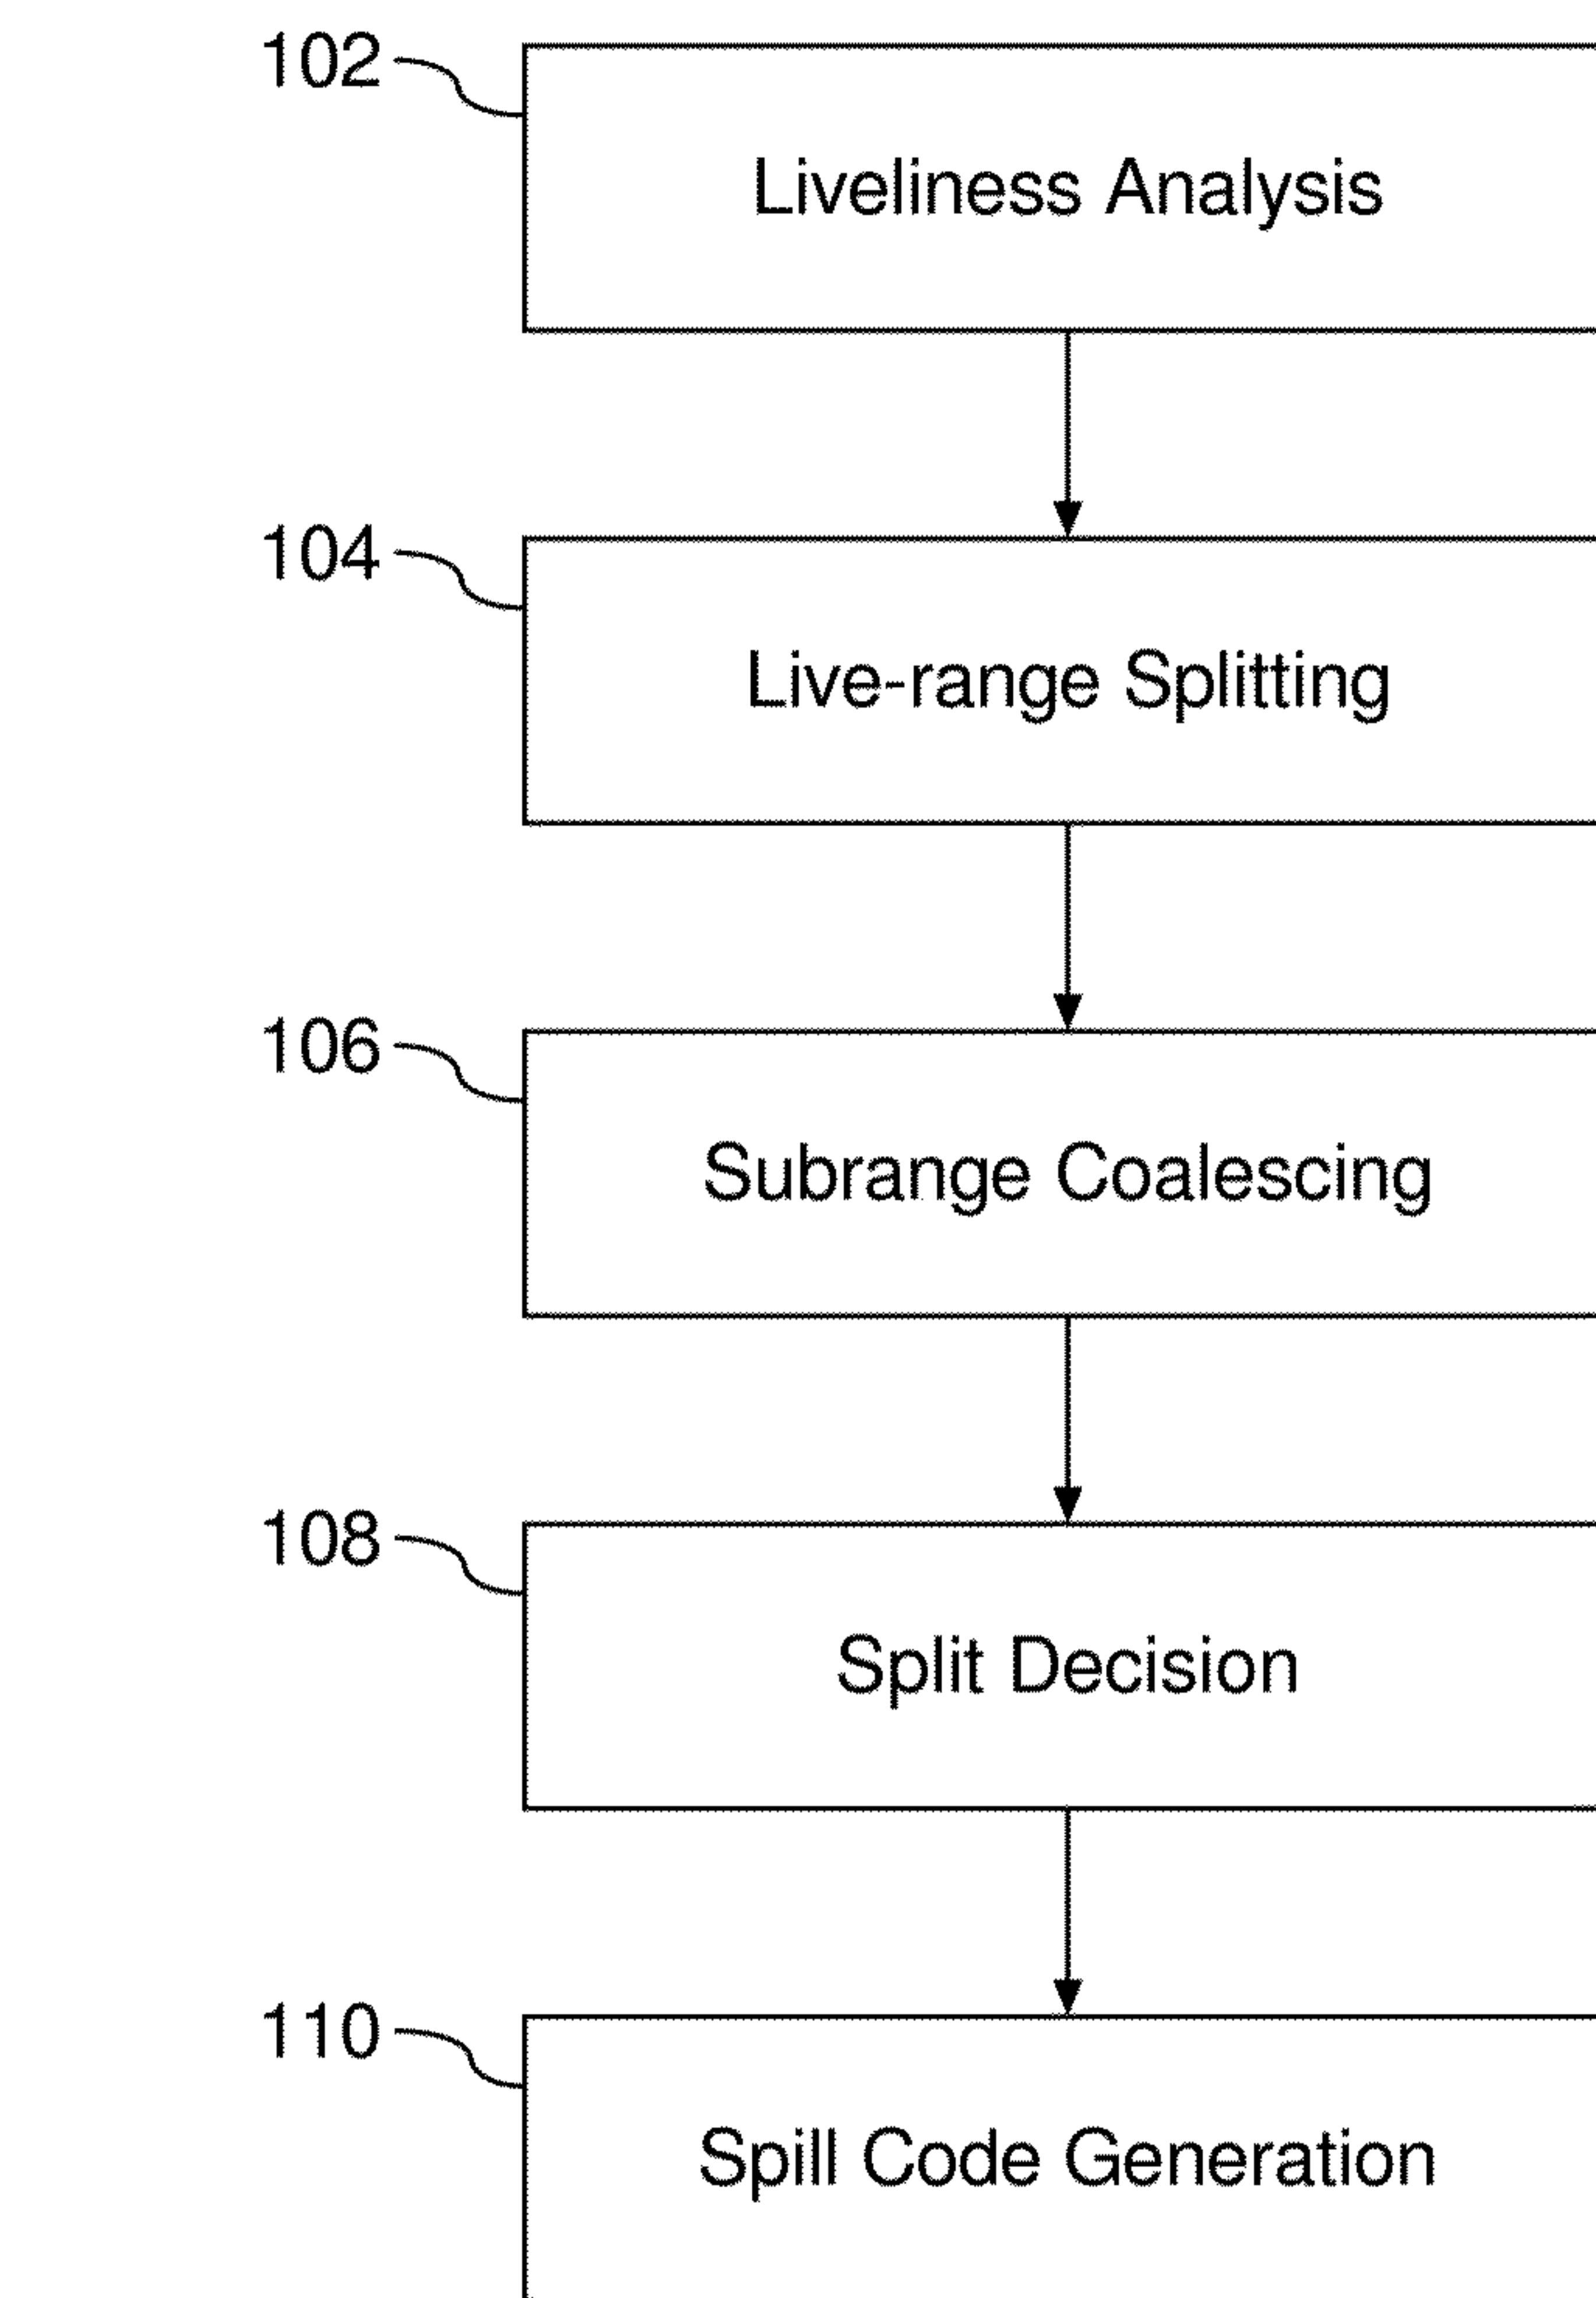 102
Liveliness Analysis
104
Live-range Splitting
106
Subrange Coalescing
108
Split Decision
110
Spill Code Generation